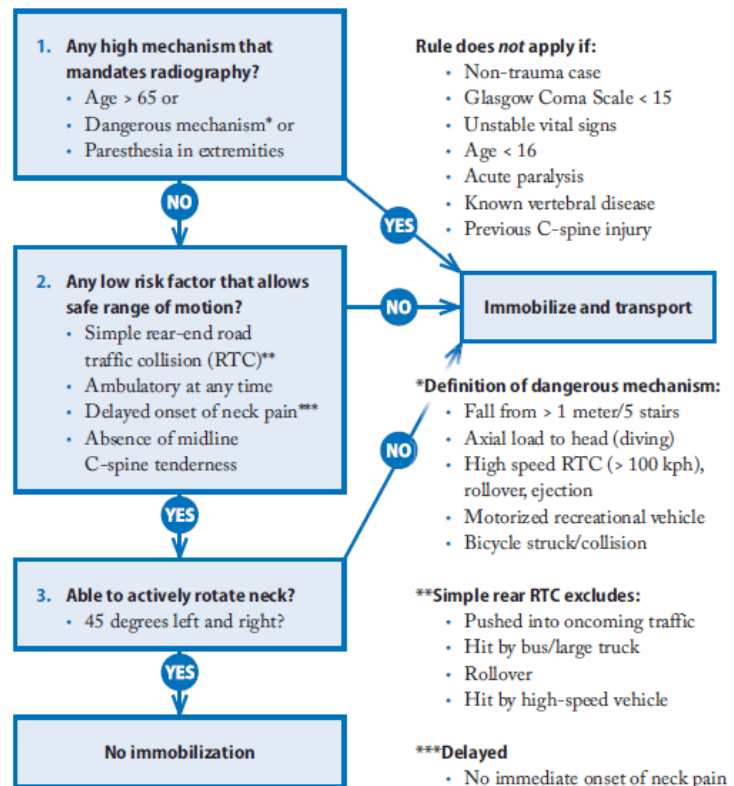 1. Any high mechanism that
mandates radiography?
• Age > 65 or
• Dangerous mechanism* or
• Paresthesia in extremities
NO
YES
2. Any low risk factor that allows
safe range of motion?
• Simple rear-end road
traffic collision (RTC)**
• Ambulatory at any time
• Delayed onset of neck pain***
• Absence of midline
C-spine tenderness
NO
YES
3. Able to actively rotate neck?
• 45 degrees left and right?
NO
YES
No immobilization
Rule does not apply if:
• Non-trauma case
• Glasgow Coma Scale < 15
• Unstable vital signs
• Age < 16
• Acute paralysis
• Known vertebral disease
• Previous C-spine injury
Immobilize and transport
*Definition of dangerous mechanism:
• Fall from > 1 meter/5 stairs
• Axial load to head (diving)
• High speed RTC (> 100 kph),
rollover, ejection
• Motorized recreational vehicle
• Bicycle struck/collision
**Simple rear RTC excludes:
• Pushed into oncoming traffic
• Hit by bus/large truck
• Rollover
• Hit by high-speed vehicle
***Delayed
• No immediate onset of neck pain